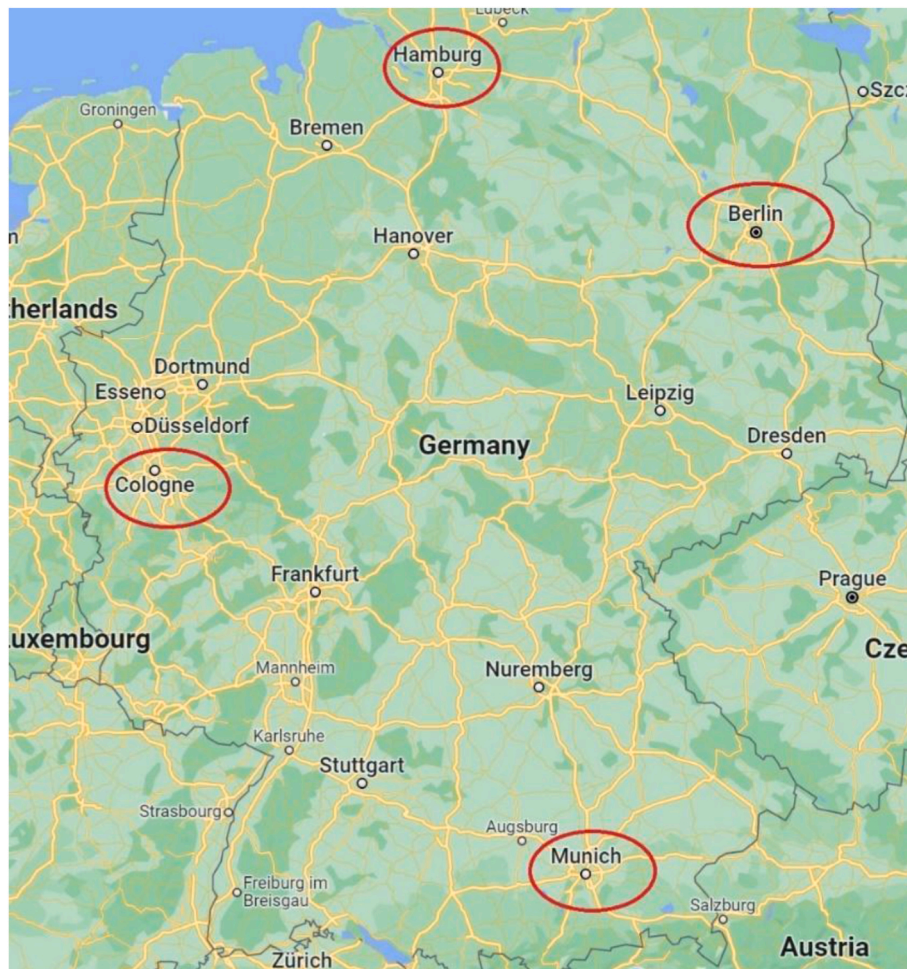 Lübeck
Hamburg
Groningen
Szcz
Bremen
Berlin
Hanover
m
therlands
Dortmund
Essen
Leipzig
Düsseldorf
Germany
Dresden
Cologne
Frankfurt
Prague
uxembourg
Cze
Mannheim
Nuremberg
Karlsruhe
Stuttgart
Strasbourg
Augsburg
Munich
Freiburg im
Breisgau
Salzburg
Austria
Zürich